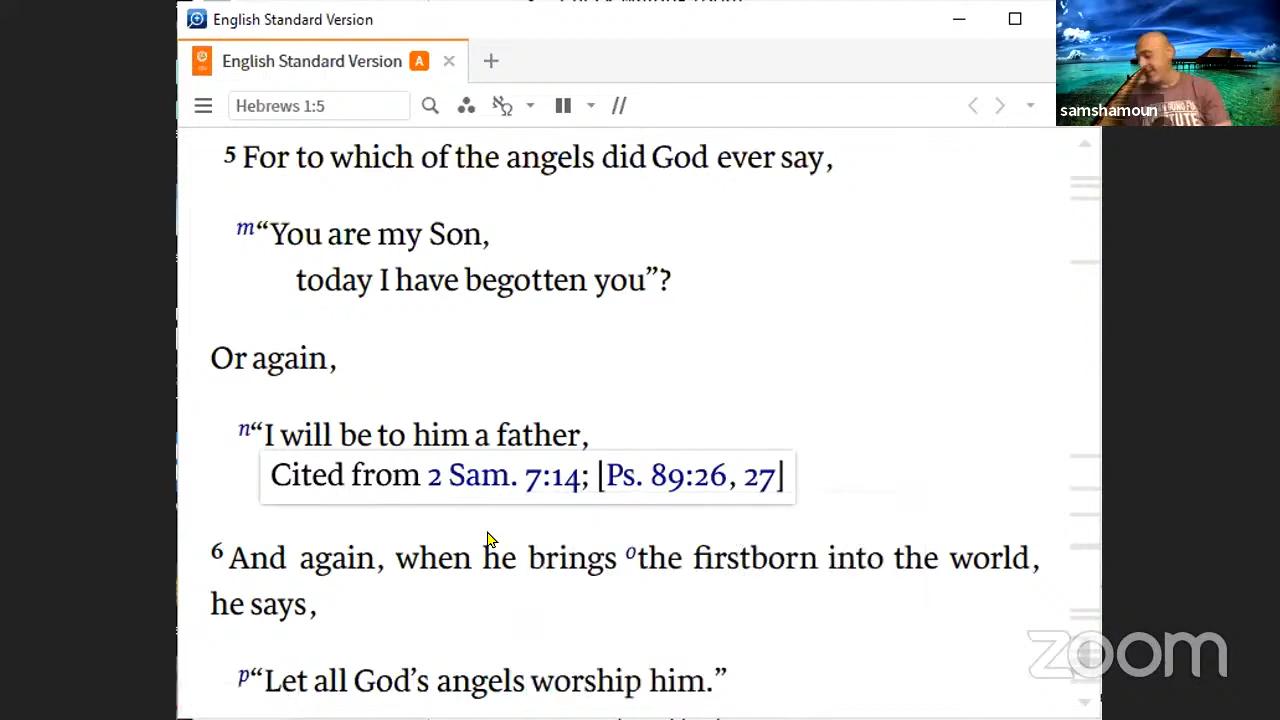 English Standard Version
English Standard Version A
Hebrews 1:5
samshamoun
5 For to which of the angels did God ever say,
m“You are my Son,
today I have begotten you”?
Or again,
n“I will be to him a father,
Cited from 2 Sam. 7:14; [Ps. 89:26, 27]
6 And again, when he brings othe firstborn into the world,
he says,
p“Let all God’s angels worship him.”
zoom